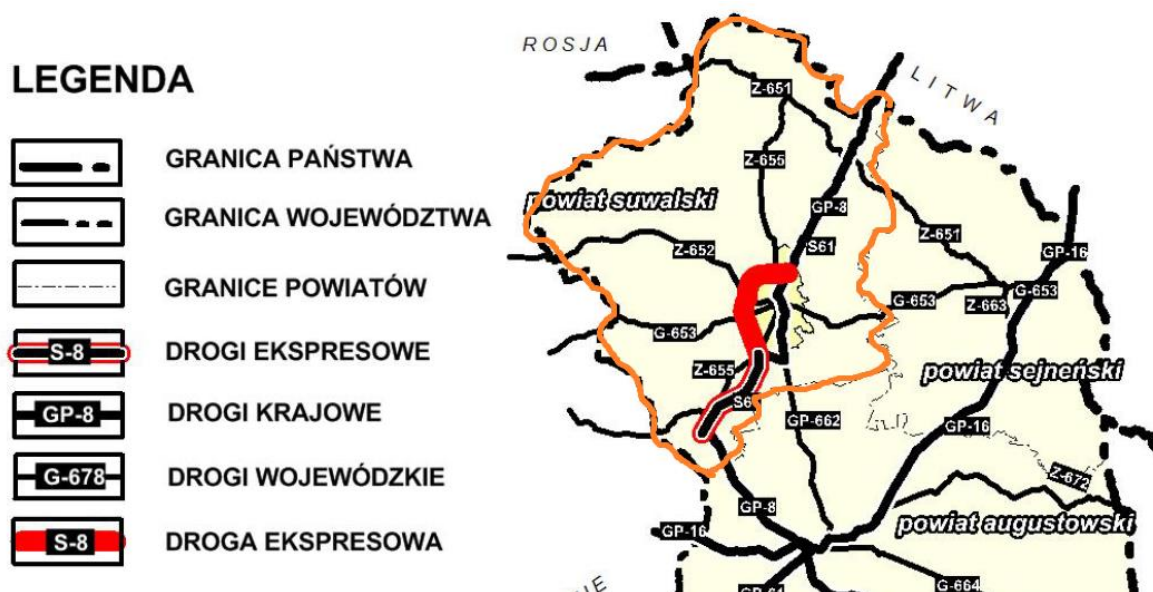 LEGENDA
GRANICA PAŃSTWA
GRANICA WOJEWÓDZTWA
GRANICE POWIATÓW
S-8
DROGI EKSPRESOWE
GP-8
DROGI KRAJOWE
G-678
DROGI WOJEWÓDZKIE
S-8
DROGA EKSPRESOWA
ROSJA
LITWA
Z-651
Z-655
powiat suwalski
GP-8
Z-651
S61
Z-652
GP-16
G-653
G-653
Z-663
G-653
Z-655
powiat sejneński
S6
GP-662
GP-16
Z-672
GP-8
powiat augustowski
GP-16
G-664
GP-61